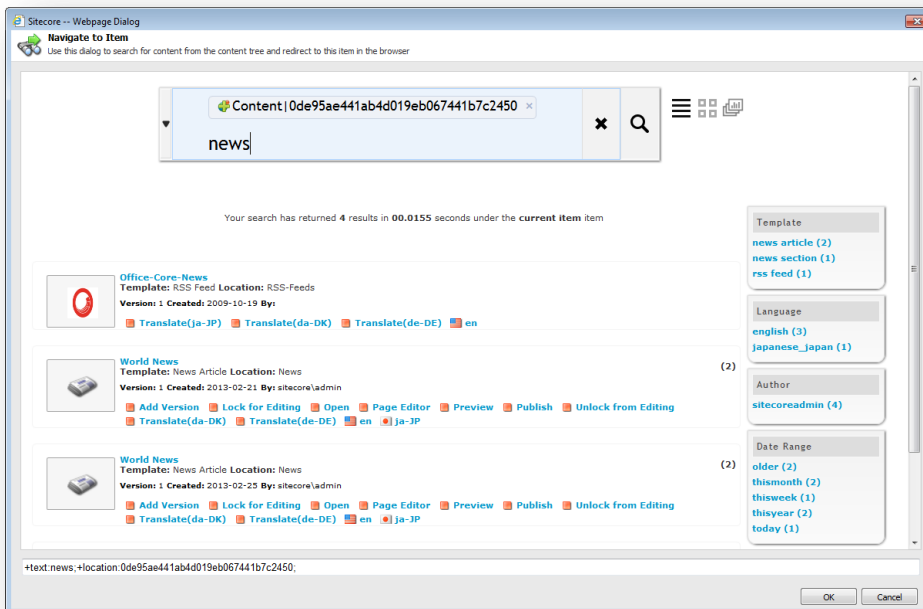 Sitecore -- Webpage Dialog
Navigate to Item
Use this dialog to search for content from the content tree and redirect to this item in the browser
Content|0de95ae441ab4d019eb067441b7c2450 ×
news
Your search has returned 4 results in 00.0155 seconds under the current item item
Office-Core-News
Template: RSS Feed Location: RSS-Feeds
Version: 1 Created: 2009-10-19 By:
Translate(ja-JP) Translate(da-DK) Translate(de-DE) en
World News
(2)
Template: News Article Location: News
Version: 1 Created: 2013-02-21 By: sitecore\admin
Add Version Lock for Editing Open Page Editor Preview Publish Unlock from Editing
Translate(da-DK) Translate(de-DE) en ja-JP
World News
(2)
Template: News Article Location: News
Version: 1 Created: 2013-02-25 By: sitecore\admin
Add Version Lock for Editing Open Page Editor Preview Publish Unlock from Editing
Translate(da-DK) Translate(de-DE) en ja-JP
Template
news article (2)
news section (1)
rss feed (1)
Language
english (3)
japanese_japan (1)
Author
sitecoreadmin (4)
Date Range
older (2)
thismonth (2)
thisweek (1)
thisyear (2)
today (1)
+text:news;+location:0de95ae441ab4d019eb067441b7c2450;
OK Cancel